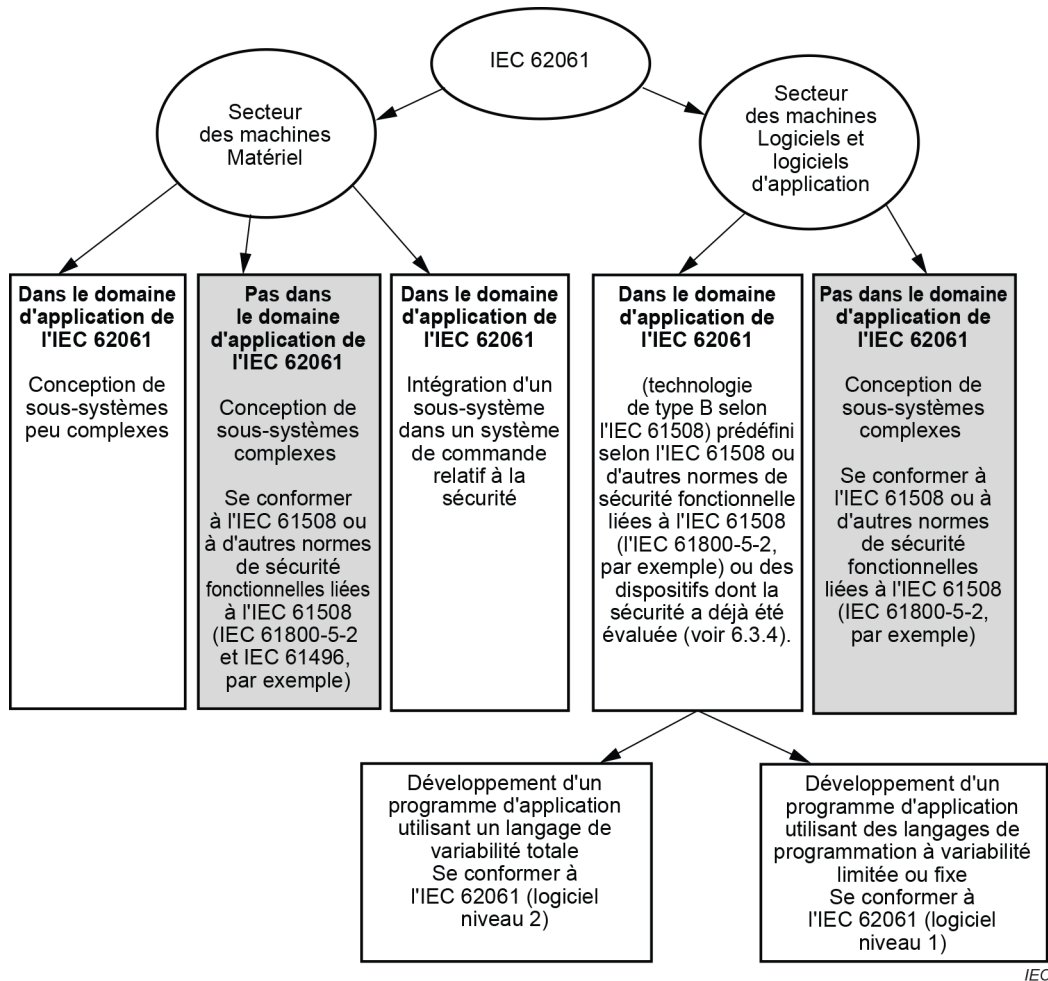 IEC 62061
Secteur
des machines
Matériel
Secteur
des machines
Logiciels et
logiciels
d'application
Dans le domaine
d'application de
l'IEC 62061
Conception de
sous-systèmes
peu complexes
Pas dans
le domaine
d'application de
l'IEC 62061
Conception de
sous-systèmes
complexes
Se conformer
à l'IEC 61508 ou
à d'autres normes
de sécurité
fonctionnelles liées
à l'IEC 61508
(IEC 61800-5-2
et IEC 61496,
par exemple)
Dans le domaine
d'application de
l'IEC 62061
Intégration d'un
sous-système
dans un système
de commande
relatif à la
sécurité
Dans le domaine
d'application de
l'IEC 62061
(technologie
de type B selon
l'IEC 61508) prédéfini
selon l'IEC 61508 ou
d'autres normes de
sécurité fonctionnelle
liées à l'IEC 61508
(l'IEC 61800-5-2,
par exemple) ou des
dispositifs dont la
sécurité a déjà été
évaluée (voir 6.3.4).
Pas dans le domaine
d'application de
l'IEC 62061
Conception de
sous-systèmes
complexes
Se conformer à
l'IEC 61508 ou à
d'autres normes
de sécurité
fonctionnelles
liées à l'IEC 61508
(IEC 61800-5-2,
par exemple)
Développement d'un
programme d'application
utilisant un langage de
variabilité totale
Se conformer à
l'IEC 62061 (logiciel
niveau 2)
Développement d'un
programme d'application
utilisant des langages de
programmation à variabilité
limitée ou fixe
Se conformer à
l'IEC 62061 (logiciel
niveau 1)
IEC